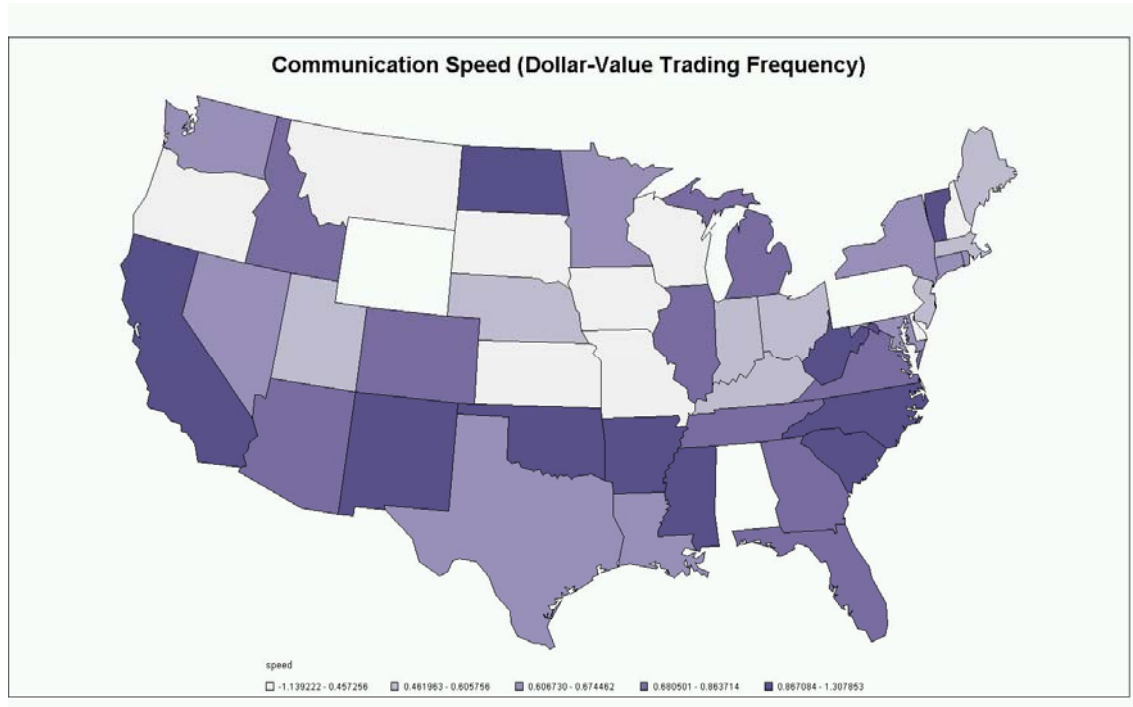 Communication Speed (Dollar-Value Trading Frequency)
speed
-1.139222 - 0.457256 0.461963 - 0.605756 0.606730 - 0.674462 0.680501 - 0.863714 0.867084 - 1.307853